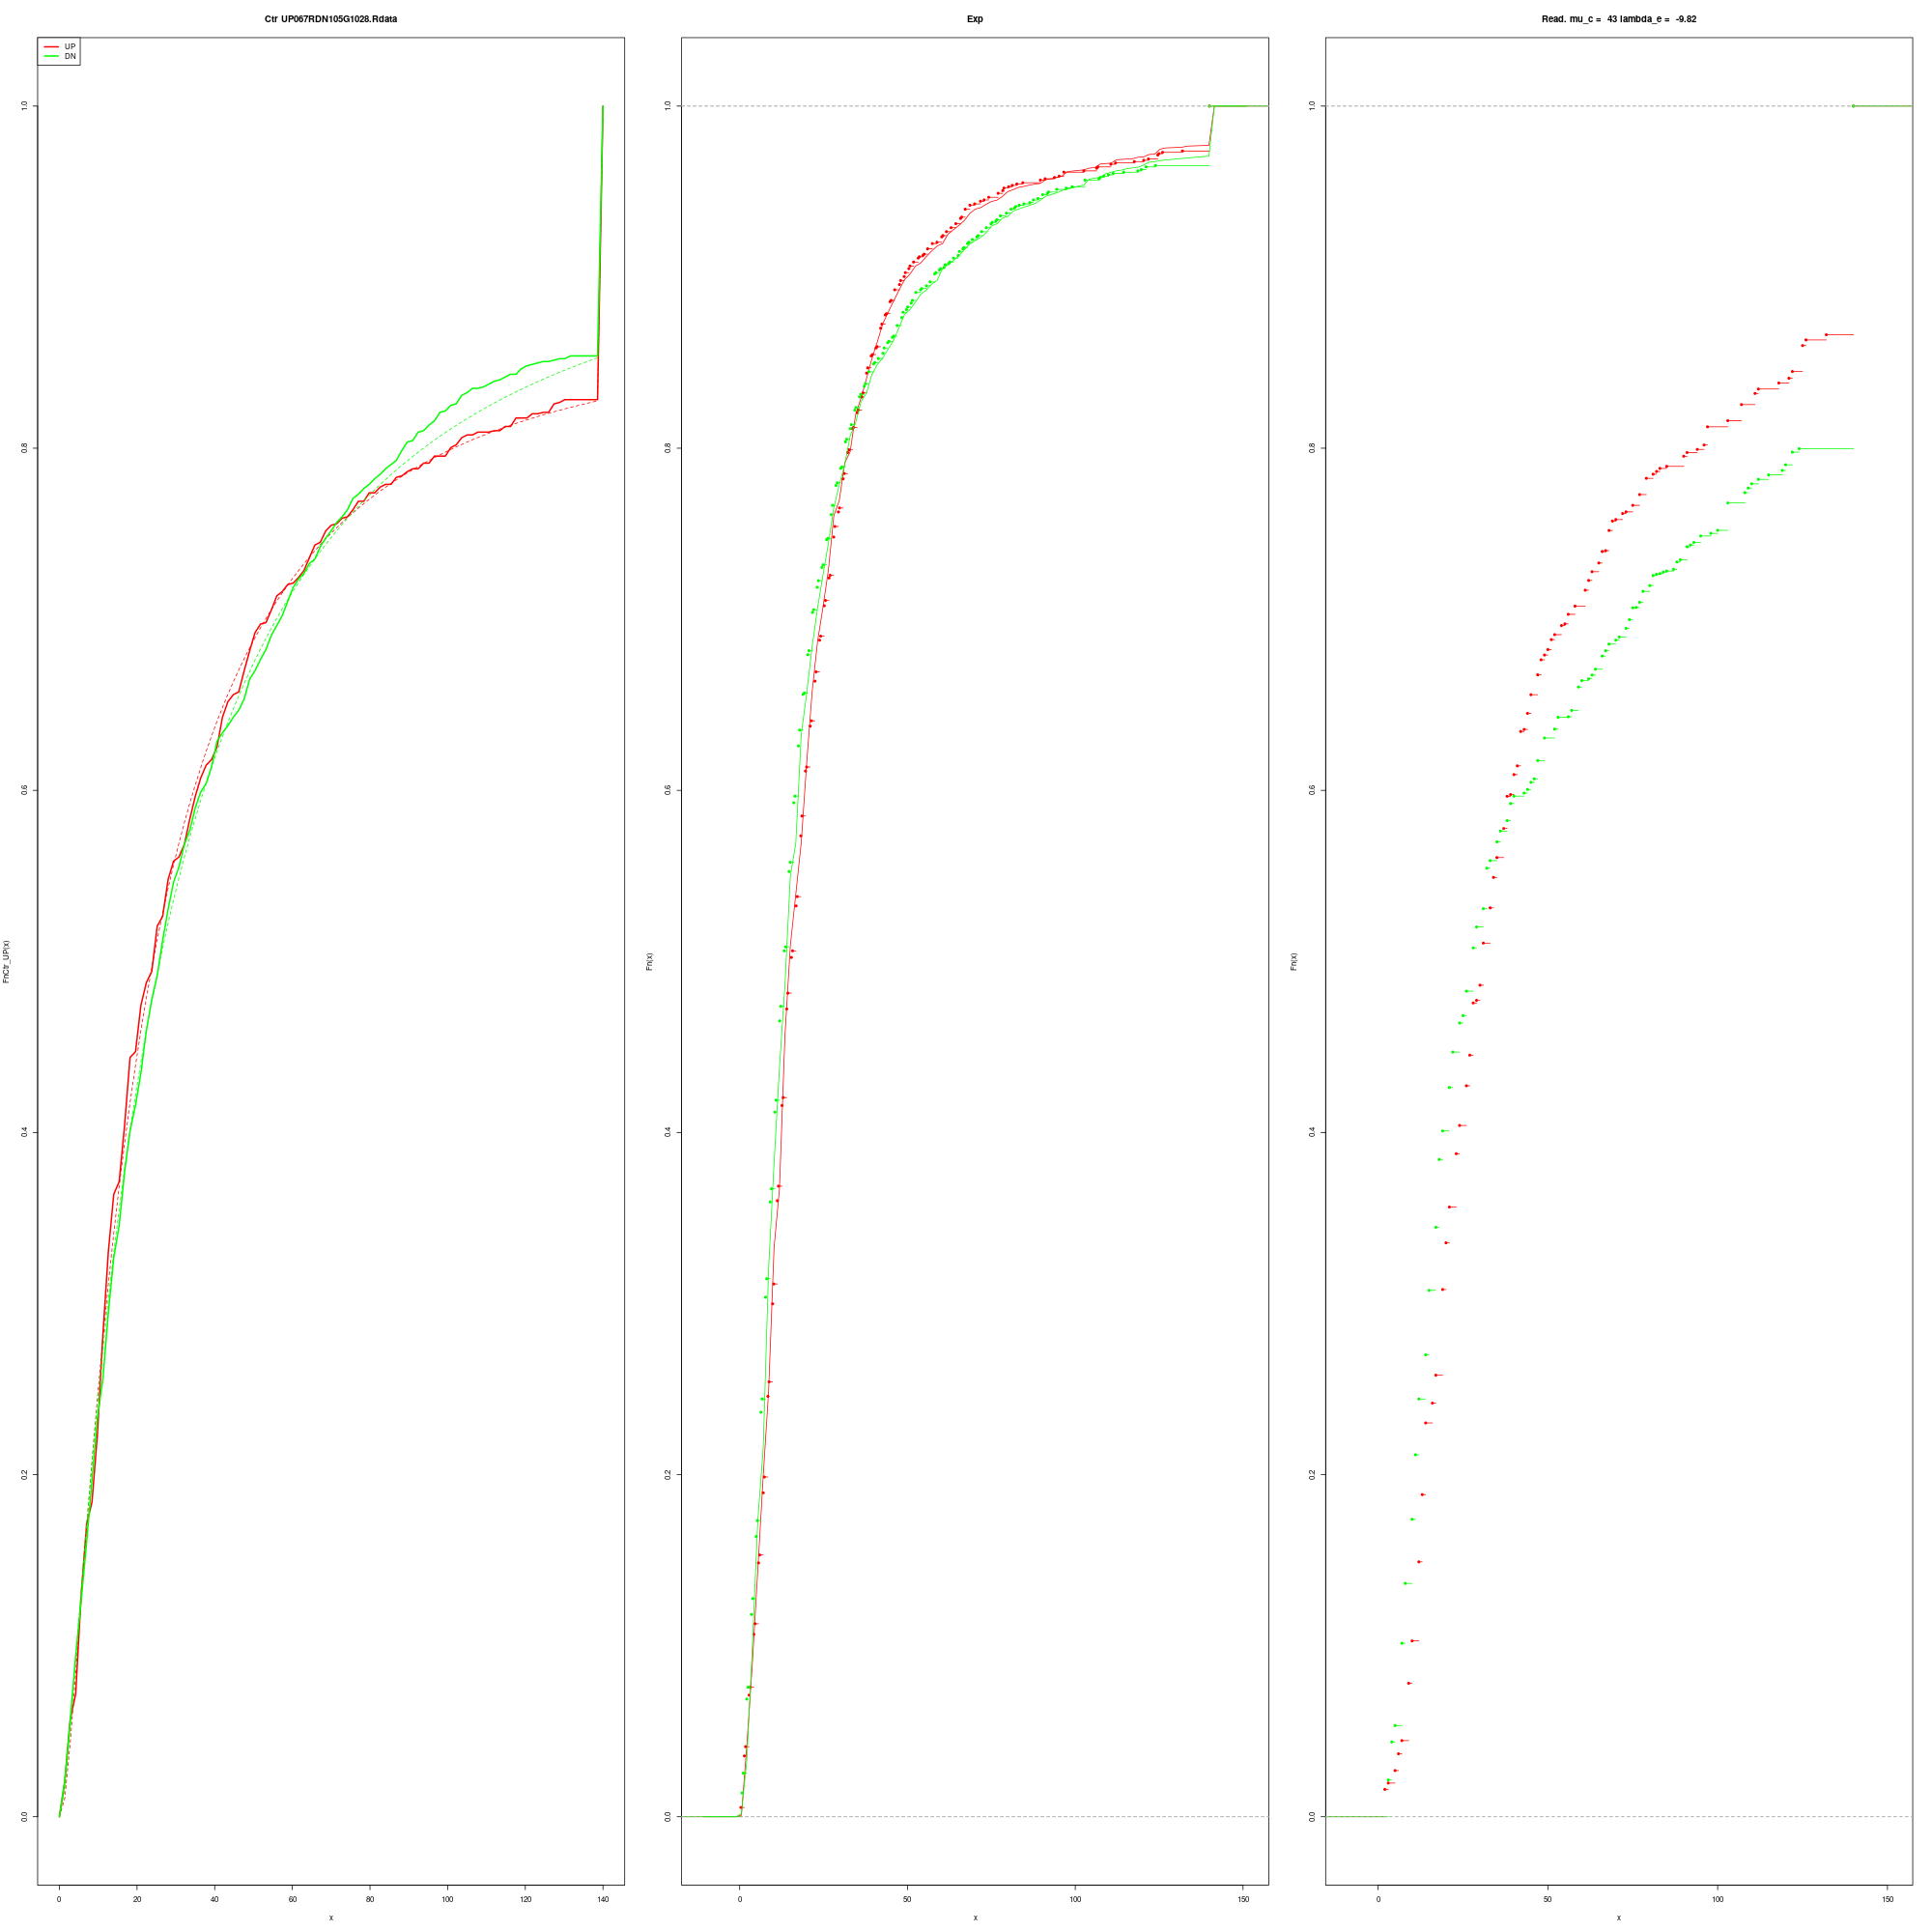 Ctr UP067RDN105G1028.Rdata
UP
DN
FnCtr_UP(x)
0.0 0.2 0.4 0.6 0.8 1.0
0 20 40 60 80 100 120 140
x
Exp
Fn(x)
0.0 0.2 0.4 0.6 0.8 1.0
0 50 100 150
x
Read. mu_c = 43 lambda_e = -9.82
Fn(x)
0.0 0.2 0.4 0.6 0.8 1.0
0 50 100 150
x